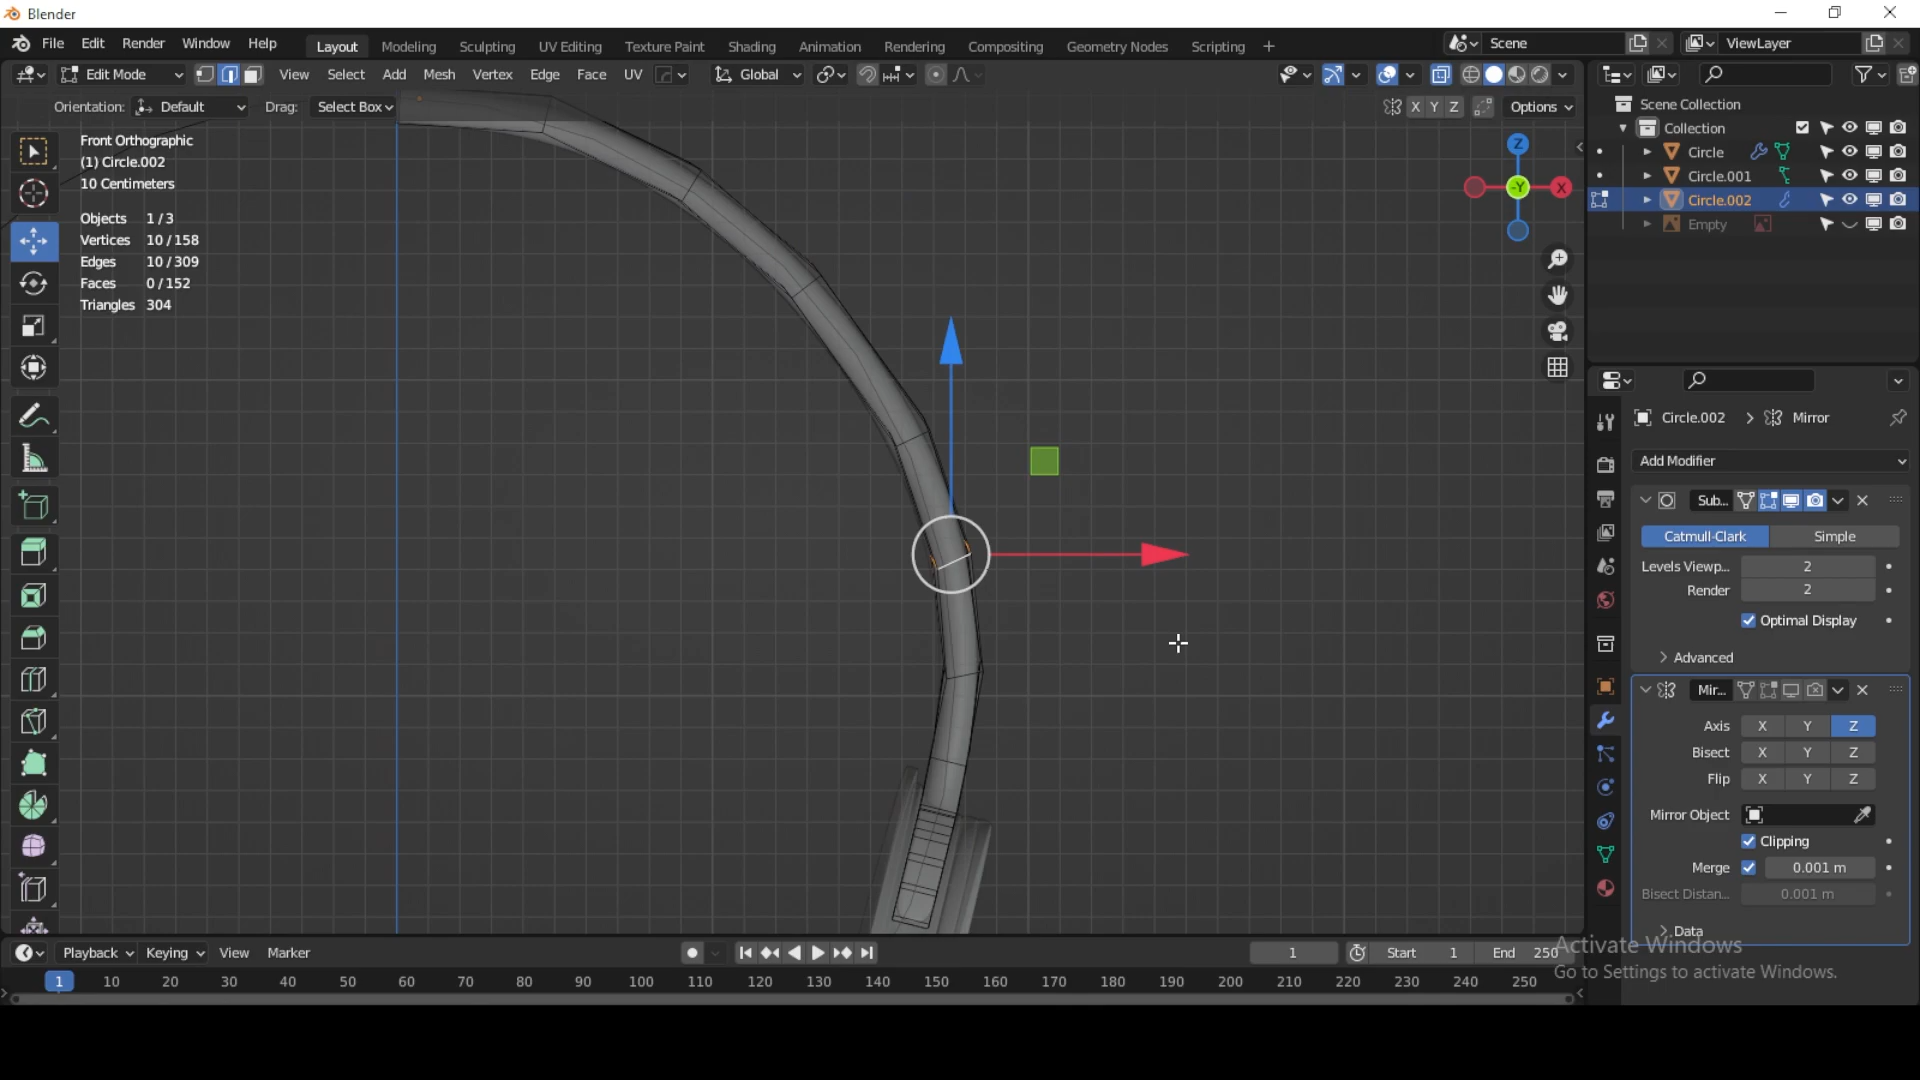 Blender
File Edit Render Window Help Layout Modeling Sculpting UV Editing Texture Paint Shading Animation Rendering Compositing Geometry Nodes Scripting + Scene ViewLayer
Edit Mode View Select Add Mesh Vertex Edge Face UV Global
Orientation: Default Drag: Select Box X Y Z Options
Front Orthographic
(1) Circle.002
10 Centimeters
Objects 1/3
Vertices 10/158
Edges 10/309
Faces 0/152
Triangles 304
Z
-Y X
Scene Collection
Collection
Circle
Circle.001
Circle.002
Empty
Circle.002 > Mirror
Add Modifier
Sub...
Catmull-Clark Simple
Levels Viewp... 2
Render 2
Optimal Display
Advanced
Mir...
Axis X Y Z
Bisect X Y Z
Flip X Y Z
Mirror Object
Clipping
Merge 0.001 m
Bisect Distan... 0.001 m
Data
Activate Windows
Go to Settings to activate Windows.
Playback Keying View Marker 1 Start 1 End 250
1 10 20 30 40 50 60 70 80 90 100 110 120 130 140 150 160 170 180 190 200 210 220 230 240 250